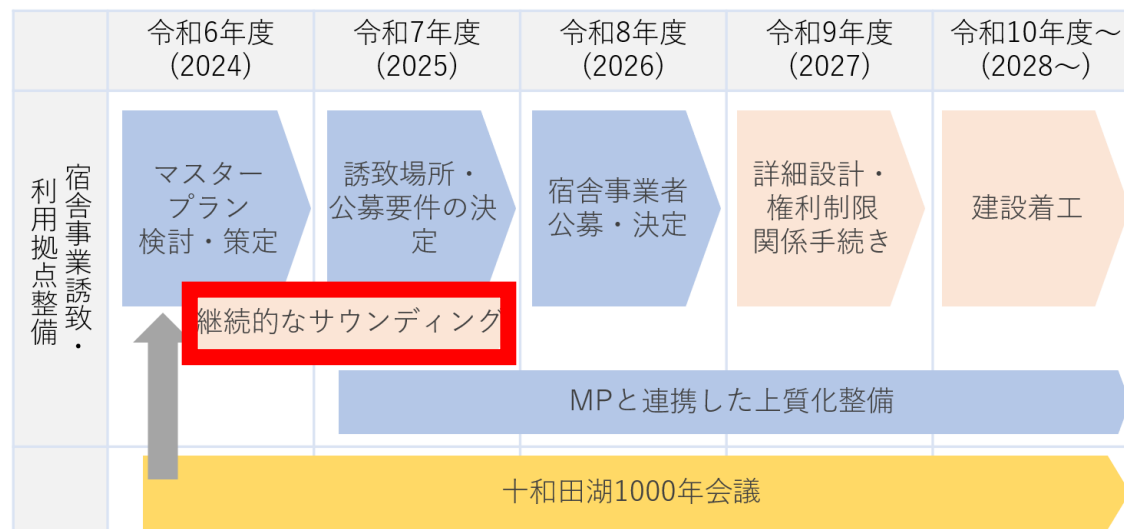 令和6年度
(2024)
令和7年度
(2025)
令和8年度
(2026)
令和9年度
(2027)
令和10年度～
(2028～)
宿舎事業誘致・
利用拠点整備
マスター
プラン
検討・策定
誘致場所・
公募要件の決
定
宿舎事業者
公募・決定
詳細設計・
権利制限
関係手続き
建設着工
継続的なサウンディング
MPと連携した上質化整備
十和田湖1000年会議